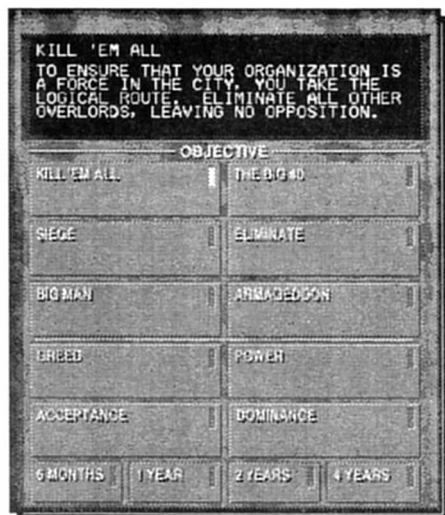 KILL 'EM ALL
TO ENSURE THAT YOUR ORGANIZATION IS
A FORCE IN THE CITY, YOU TAKE THE
LOGICAL ROUTE. ELIMINATE ALL OTHER
OVERLORDS, LEAVING NO OPPOSITION.
OBJECTIVE
KILL 'EM ALL THE BIG 40
SIEGE ELIMINATE
BIG MAN ARMAGEDDON
GREED POWER
ACCEPTANCE DOMINANCE
6 MONTHS 1 YEAR 2 YEARS 4 YEARS